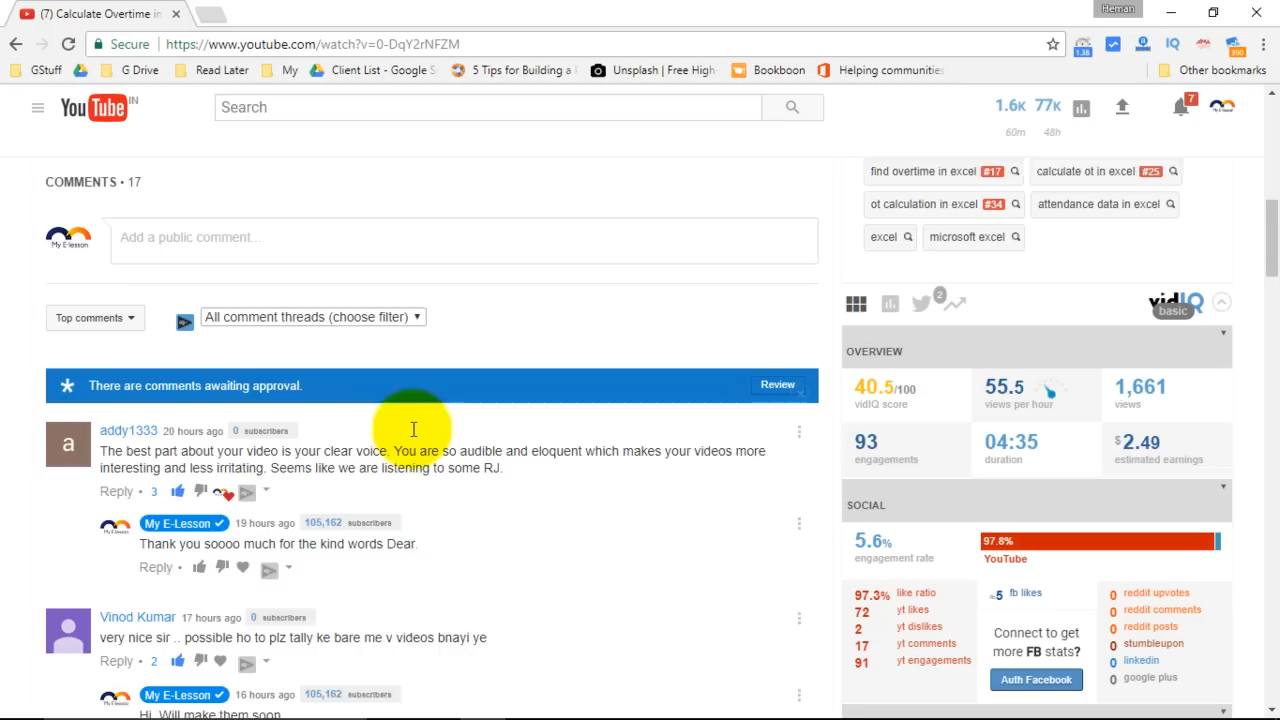 Heman
(7) Calculate Overtime in
Secure https://www.youtube.com/watch?v=0-DqY2rNFZM
1.38
IQ
390
GStuff
G Drive
Read Later
My
Client List - Google S
5 Tips for Building a
Unsplash | Free High
Bookboon
Helping communities
Other bookmarks
YouTube IN
Search
1.6K 77K
60m 48h
7
COMMENTS • 17
My E-lesson
Add a public comment...
Top comments
All comment threads (choose filter)
There are comments awaiting approval.
Review
a
addy1333 20 hours ago 0 subscribers
The best part about your video is your clear voice. You are so audible and eloquent which makes your videos more
interesting and less irritating. Seems like we are listening to some RJ.
Reply • 3
My E-Lesson 19 hours ago 105,162 subscribers
Thank you soooo much for the kind words Dear.
Reply •
Vinod Kumar 17 hours ago 0 subscribers
very nice sir .. possible ho to plz tally ke bare me v videos bnayi ye
Reply • 2
My E-Lesson 16 hours ago 105,162 subscribers
Hi, Will make them soon
find overtime in excel #17
calculate ot in excel #25
ot calculation in excel #34
attendance data in excel
excel
microsoft excel
2
vidIQ
basic
OVERVIEW
40.5/100
vidIQ score
55.5
views per hour
1,661
views
93
engagements
04:35
duration
$2.49
estimated earnings
SOCIAL
5.6%
engagement rate
97.8%
YouTube
97.3% like ratio
72 yt likes
2 yt dislikes
17 yt comments
91 yt engagements
≈5 fb likes
Connect to get
more FB stats?
Auth Facebook
0 reddit upvotes
0 reddit comments
0 reddit posts
0 stumbleupon
0 linkedin
0 google plus